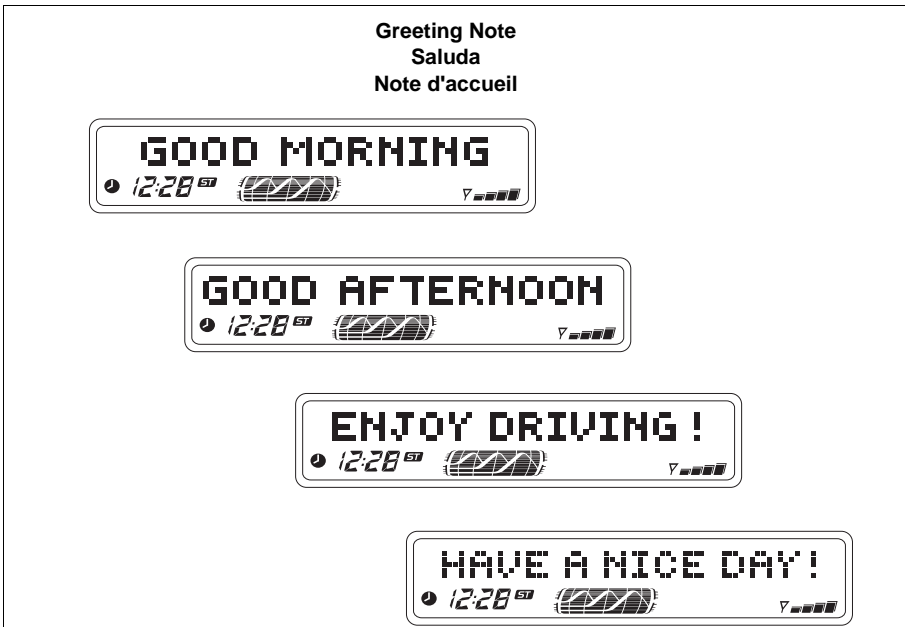 Greeting Note
Saluda
Note d'accueil
GOOD MORNING
12:28 ST
GOOD AFTERNOON
12:28 ST
ENJOY DRIVING!
12:28 ST
HAVE A NICE DAY!
12:28 ST